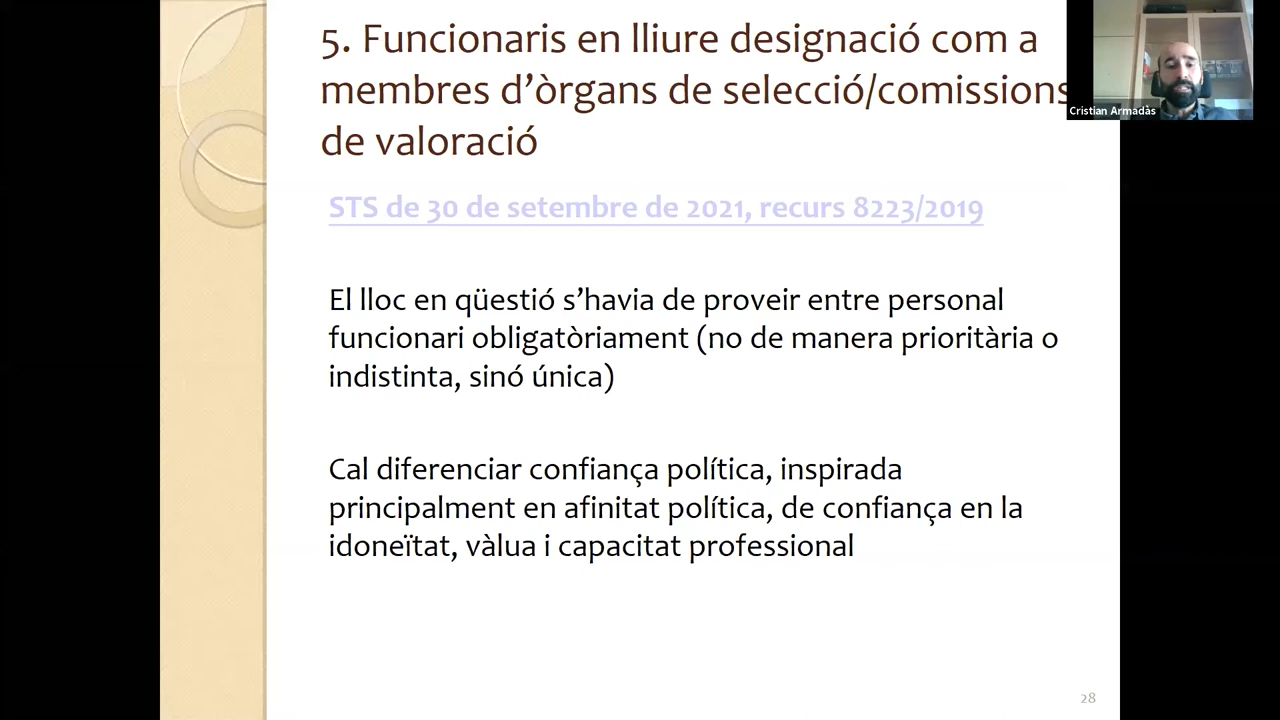 5. Funcionaris en lliure designació com a
membres d’òrgans de selecció/comissions
de valoració
Cristian Armadàs
STS de 30 de setembre de 2021, recurs 8223/2019
El lloc en qüestió s’havia de proveir entre personal
funcionari obligatòriament (no de manera prioritària o
indistinta, sinó única)
Cal diferenciar confiança política, inspirada
principalment en afinitat política, de confiança en la
idoneïtat, vàlua i capacitat professional
28